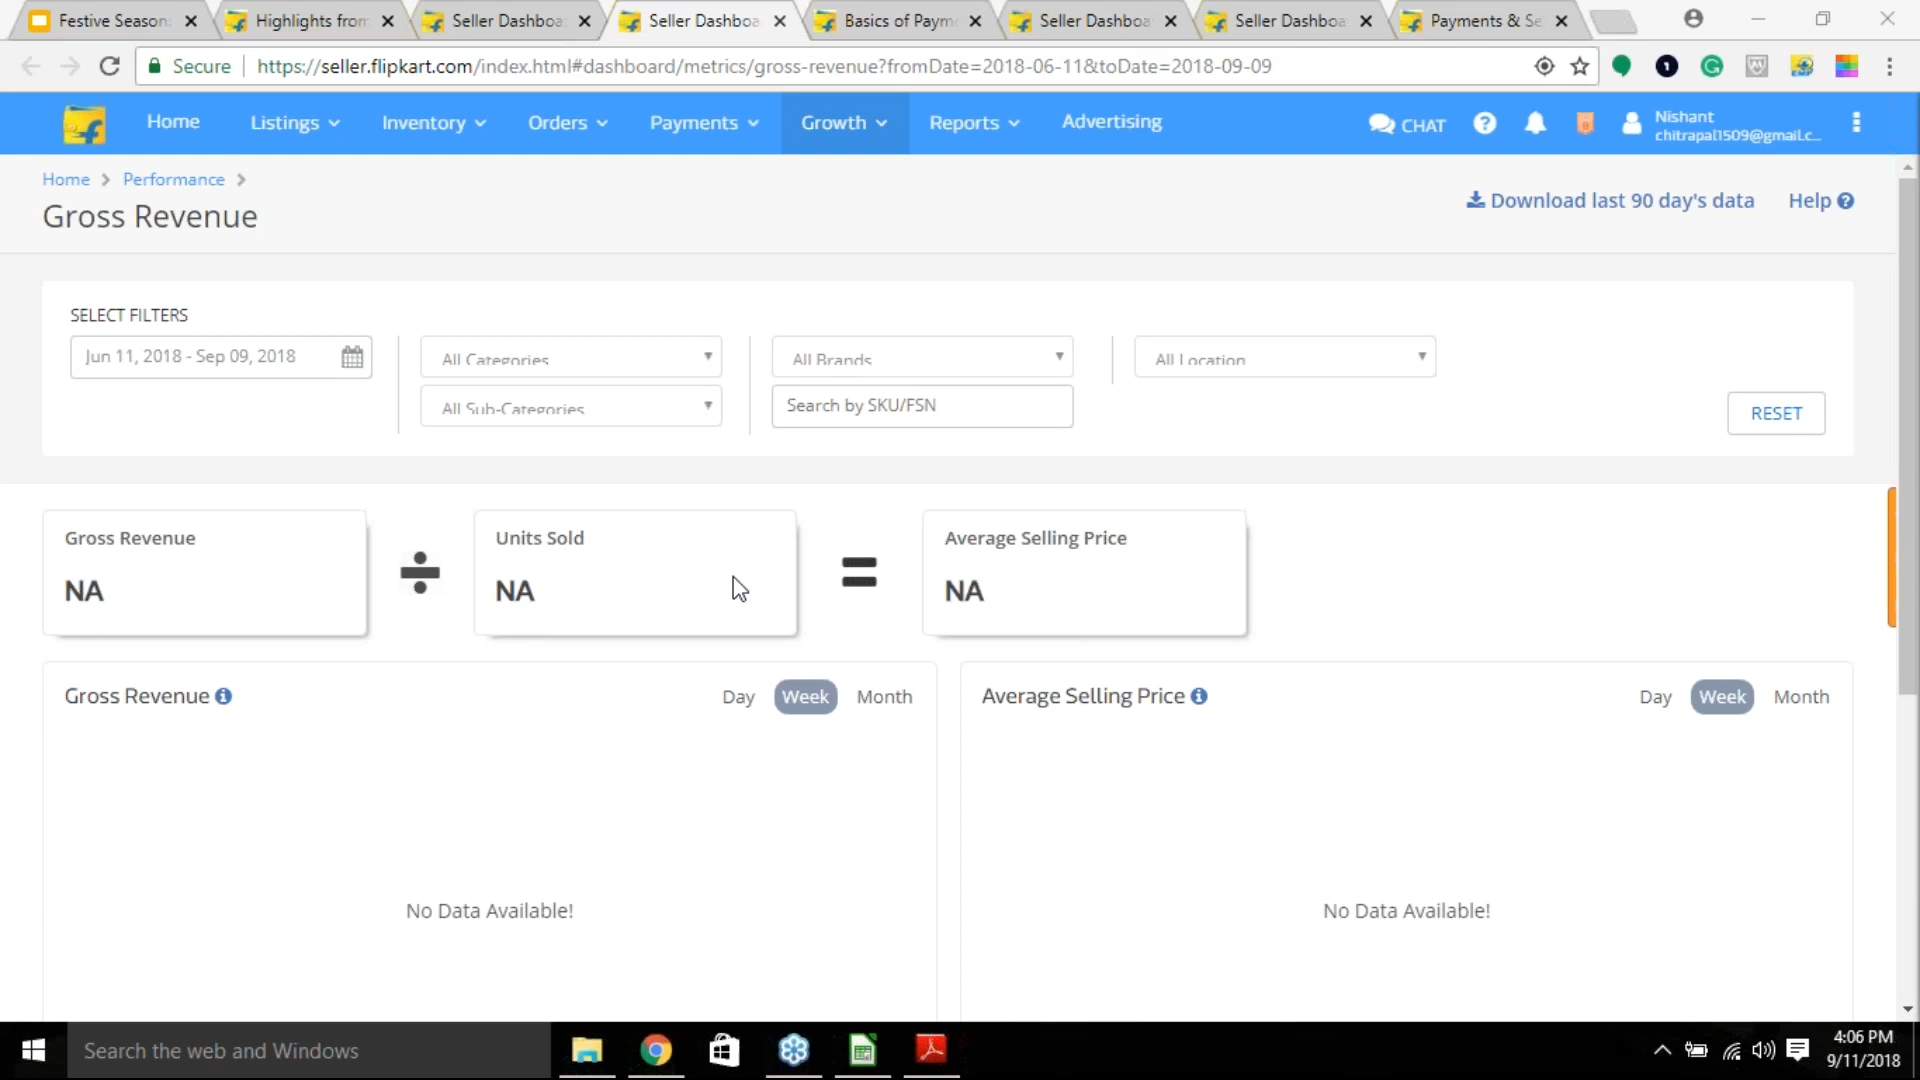 Festive Season
Highlights from
Seller Dashboa
Seller Dashboa
Basics of Paym
Seller Dashboa
Seller Dashboa
Payments & Se
Secure
https://seller.flipkart.com/index.html#dashboard/metrics/gross-revenue?fromDate=2018-06-11&toDate=2018-09-09
Home
Listings
Inventory
Orders
Payments
Growth
Reports
Advertising
CHAT
Nishant
chitrapal1509@gmail.c...
Home > Performance >
Gross Revenue
Download last 90 day's data
Help
SELECT FILTERS
Jun 11, 2018 - Sep 09, 2018
All Categories
All Brands
All Location
All Sub-Categories
Search by SKU/FSN
RESET
Gross Revenue
NA
÷
Units Sold
NA
=
Average Selling Price
NA
Gross Revenue
Day Week Month
Average Selling Price
Day Week Month
No Data Available!
No Data Available!
Search the web and Windows
4:06 PM
9/11/2018